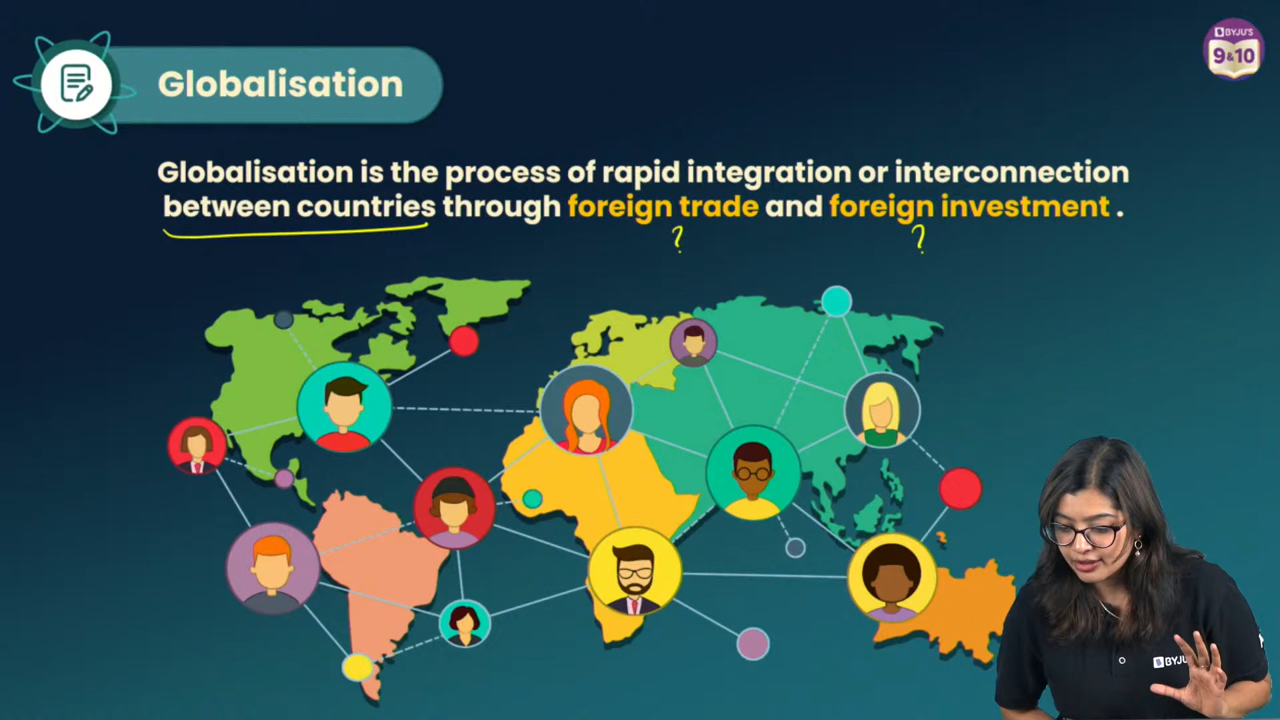 Globalisation
BYJU'S
9&10
Globalisation is the process of rapid integration or interconnection
between countries through foreign trade and foreign investment .
? ?
BYJU